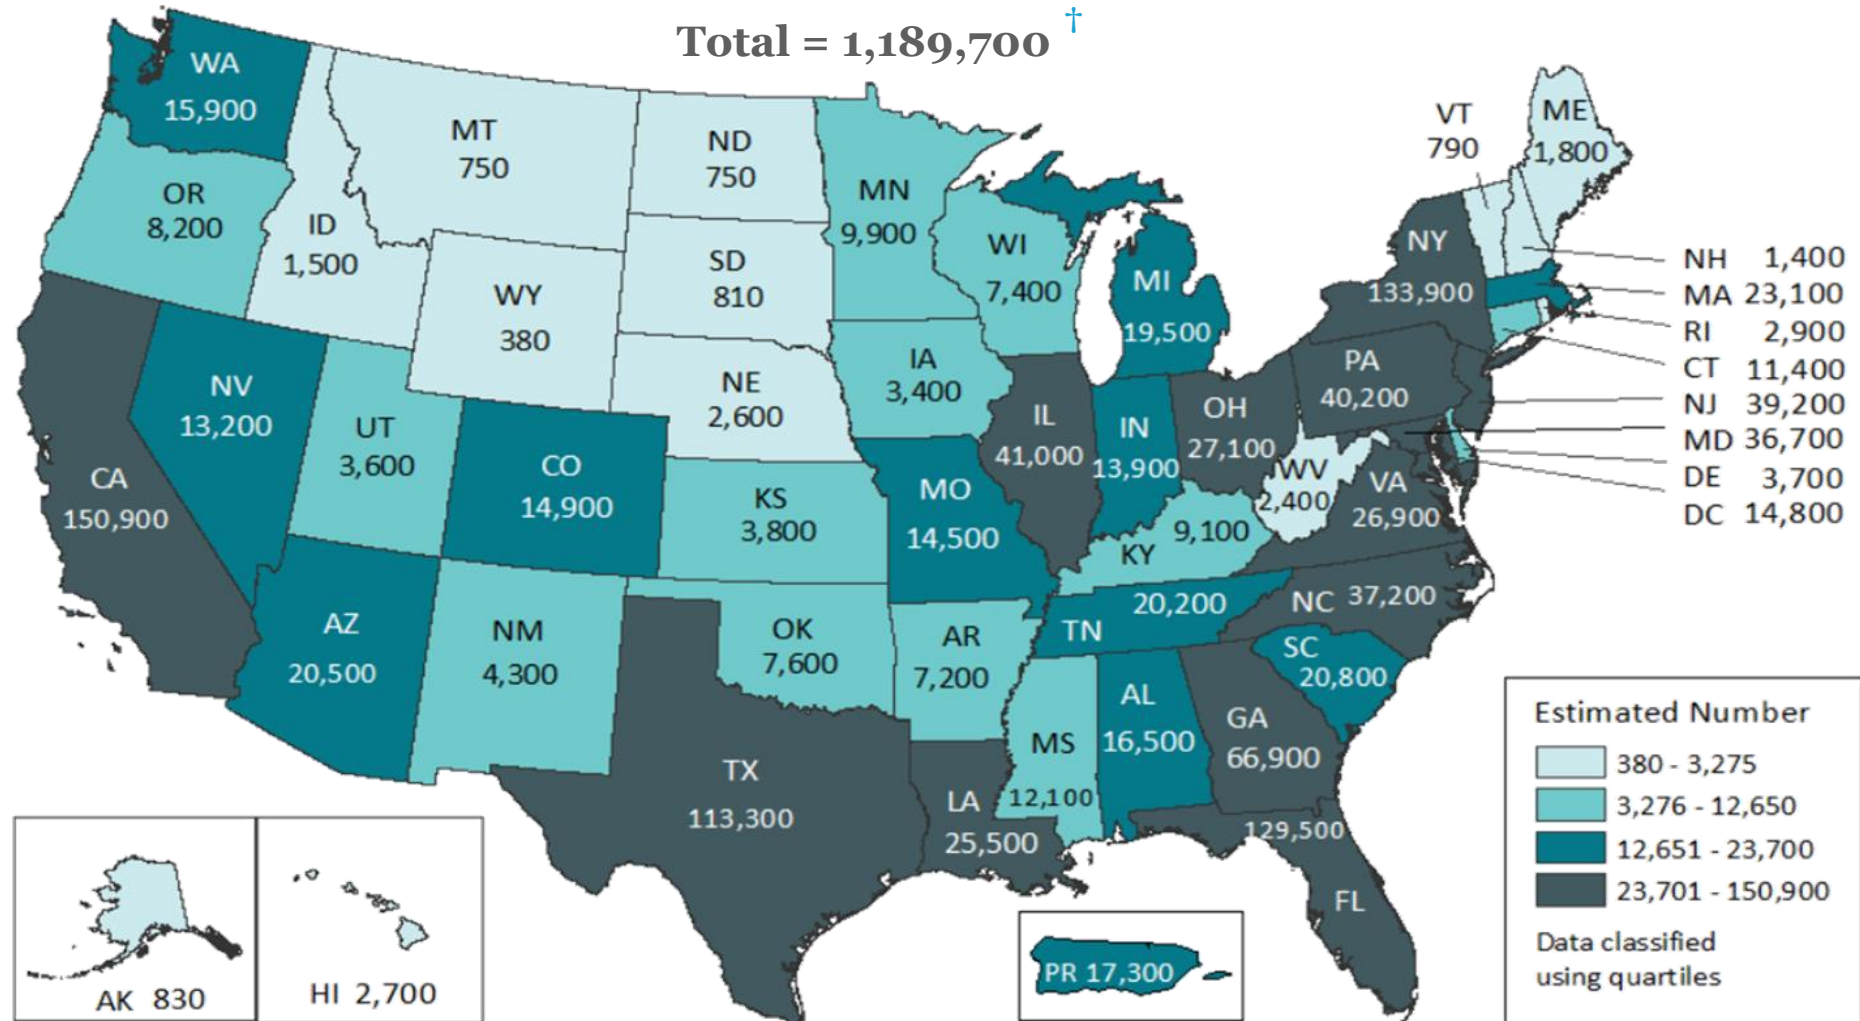 Total = 1,189,700 †
WA
15,900
OR
8,200
ID
1,500
MT
750
ND
750
MN
9,900
SD
810
WY
380
NE
2,600
WI
7,400
MI
19,500
IA
3,400
NV
13,200
UT
3,600
CO
14,900
CA
150,900
KS
3,800
MO
14,500
IL
41,000
IN
13,900
OH
27,100
PA
40,200
NY
133,900
VT
790
ME
1,800
NH 1,400
MA 23,100
RI 2,900
CT 11,400
NJ 39,200
MD 36,700
DE 3,700
DC 14,800
WV
2,400
VA
26,900
KY 9,100
TN 20,200
NC 37,200
SC
20,800
AZ
20,500
NM
4,300
OK
7,600
AR
7,200
TX
113,300
LA
25,500
MS
12,100
AL
16,500
GA
66,900
129,500
FL
AK 830
HI 2,700
PR 17,300
Estimated Number
380 - 3,275
3,276 - 12,650
12,651 - 23,700
23,701 - 150,900
Data classified
using quartiles